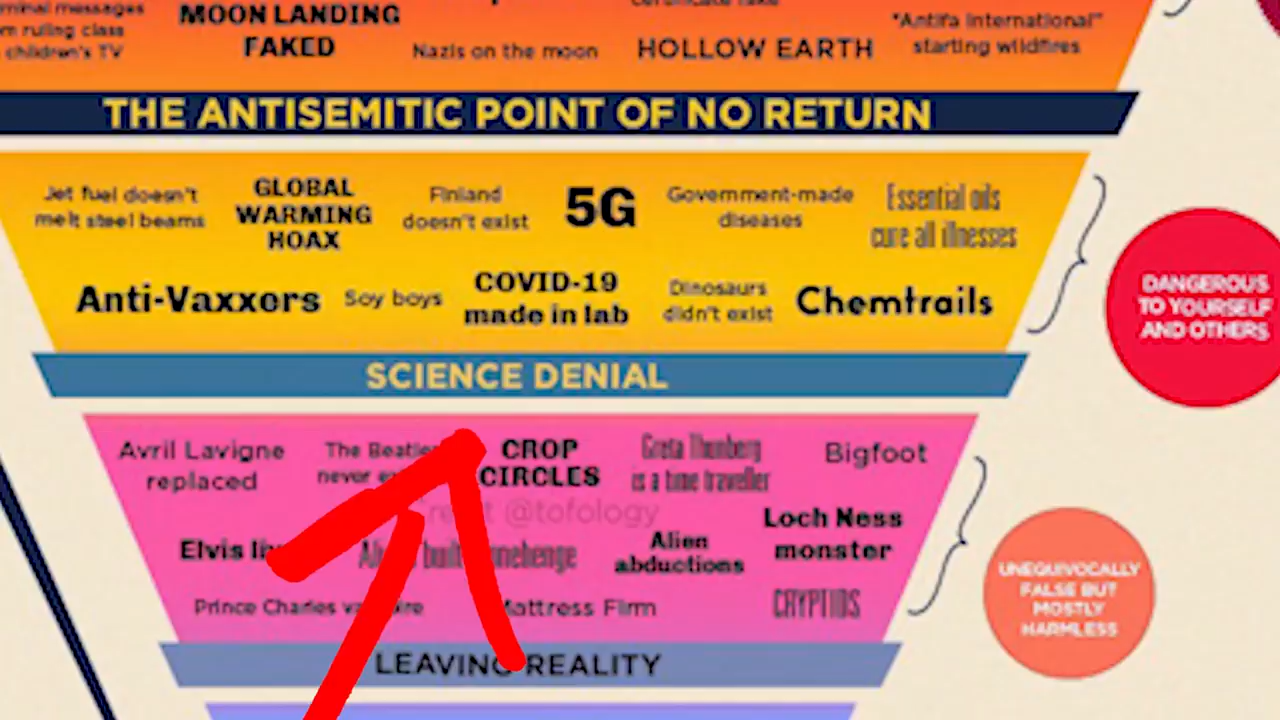 minal messages
MOON LANDING
m ruling class
children's TV
FAKED
Nazis on the moon
HOLLOW EARTH
"Antifa International"
starting wildfires
THE ANTISEMITIC POINT OF NO RETURN
Jet fuel doesn't
melt steel beams
GLOBAL
WARMING
HOAX
Finland
doesn't exist
5G
Government-made
diseases
Essential oils
cure all illnesses
Anti-Vaxxers
Soy boys
COVID-19
made in lab
Dinosaurs
didn't exist
Chemtrails
DANGEROUS
TO YOURSELF
AND OTHERS
SCIENCE DENIAL
Avril Lavigne
replaced
The Beatles
never
CROP
CIRCLES
Greta Thunberg
is a time traveller
Bigfoot
@tofology
Elvis
built
Alien
abductions
Loch Ness
monster
Prince Charles
Mattress Firm
CRYPTIDS
UNEQUIVOCALLY
FALSE BUT
MOSTLY
HARMLESS
LEAVING REALITY